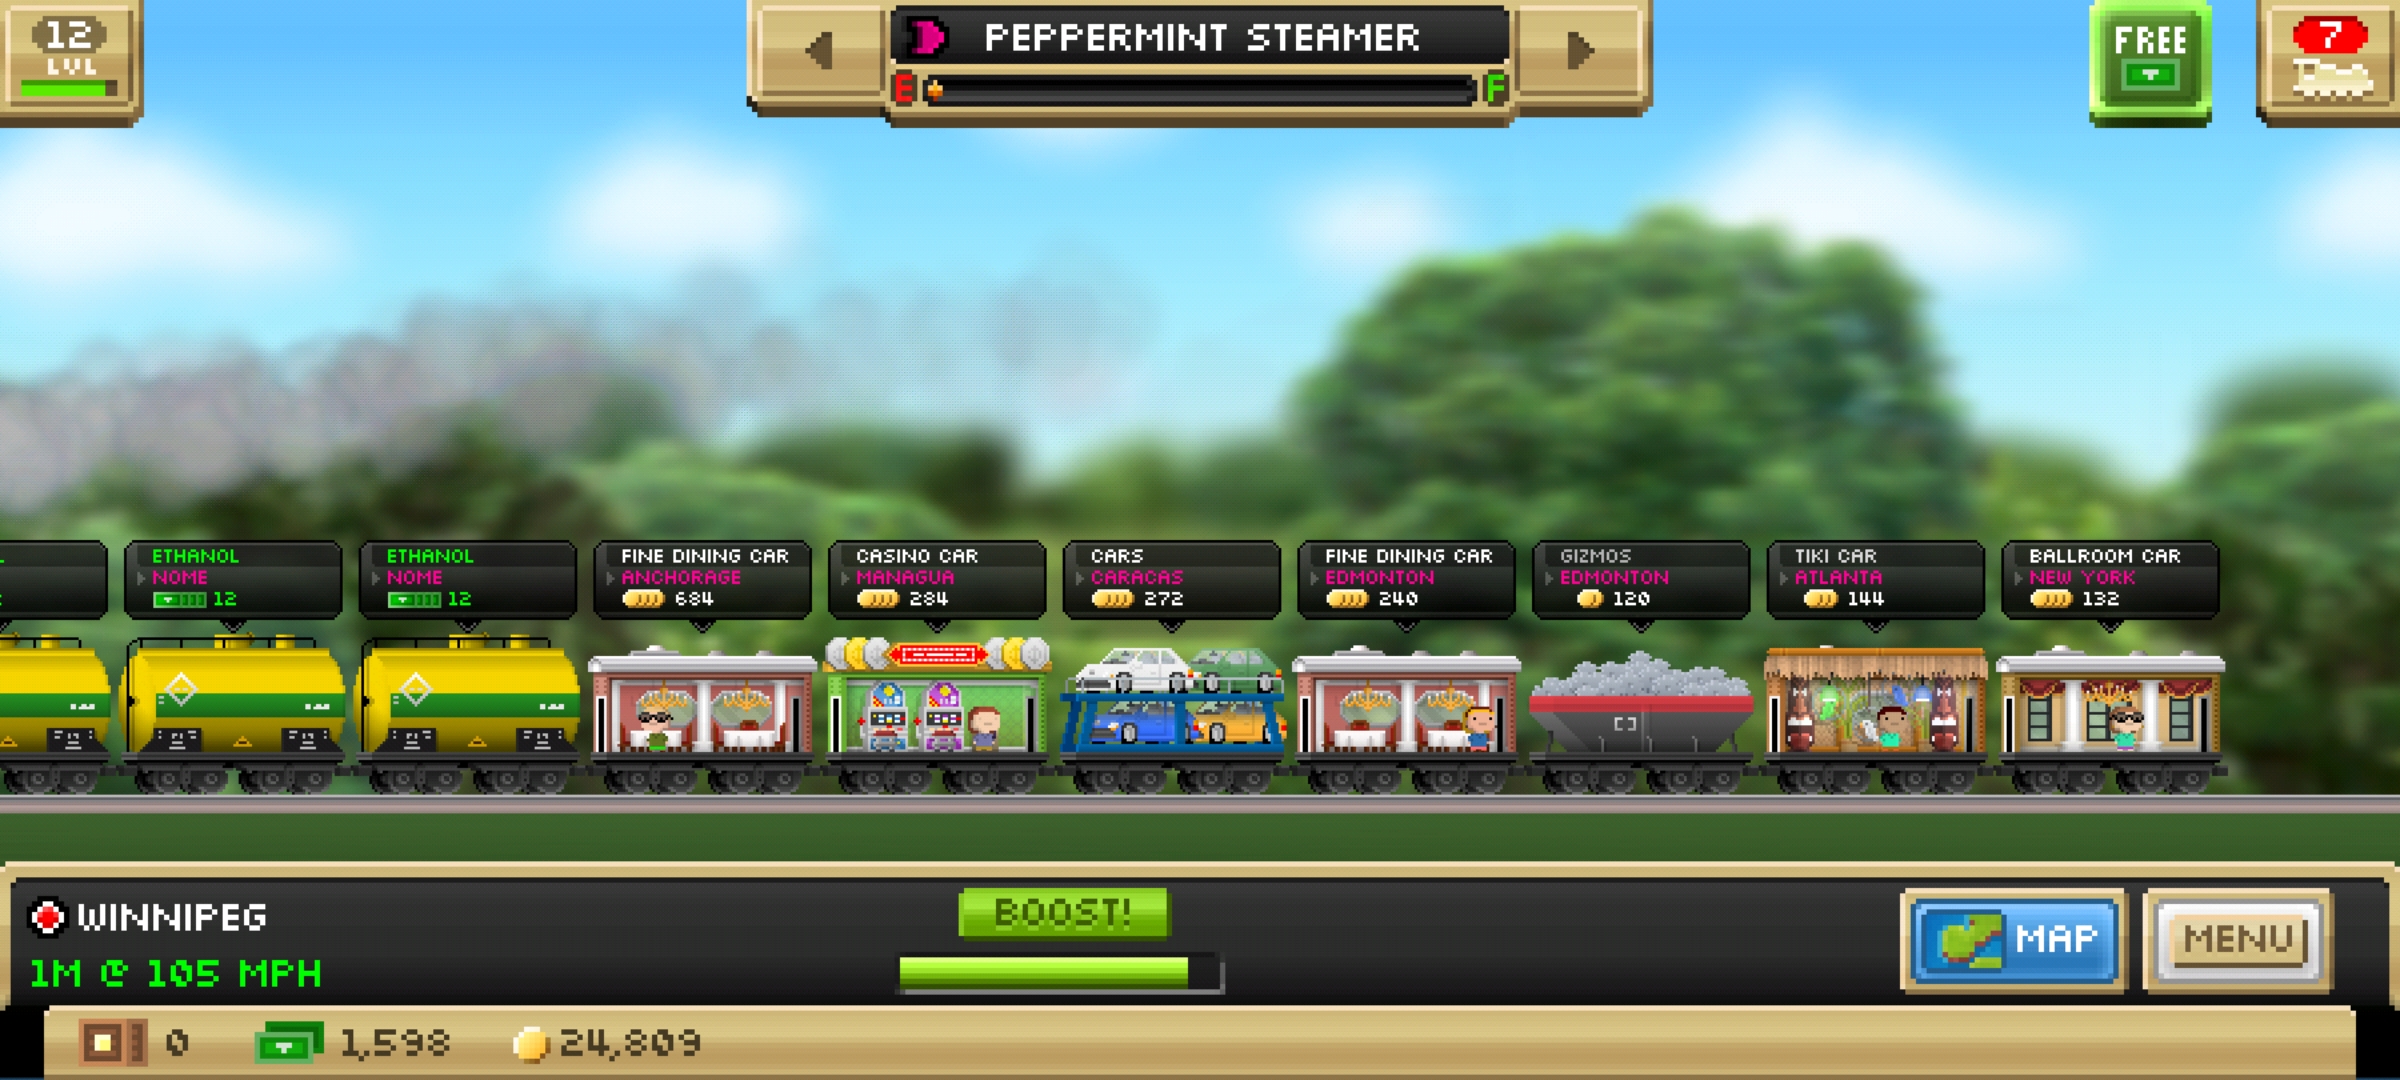 12
LVL
PEPPERMINT STEAMER
E
F
FREE
7
ETHANOL
NOME
12
ETHANOL
NOME
12
FINE DINING CAR
ANCHORAGE
684
CASINO CAR
MANAGUA
284
CARS
CARACAS
272
FINE DINING CAR
EDMONTON
240
GIZMOS
EDMONTON
120
TIKI CAR
ATLANTA
144
BALLROOM CAR
NEW YORK
132
WINNIPEG
1M @ 105 MPH
BOOST!
MAP
MENU
0
1,598
24,809